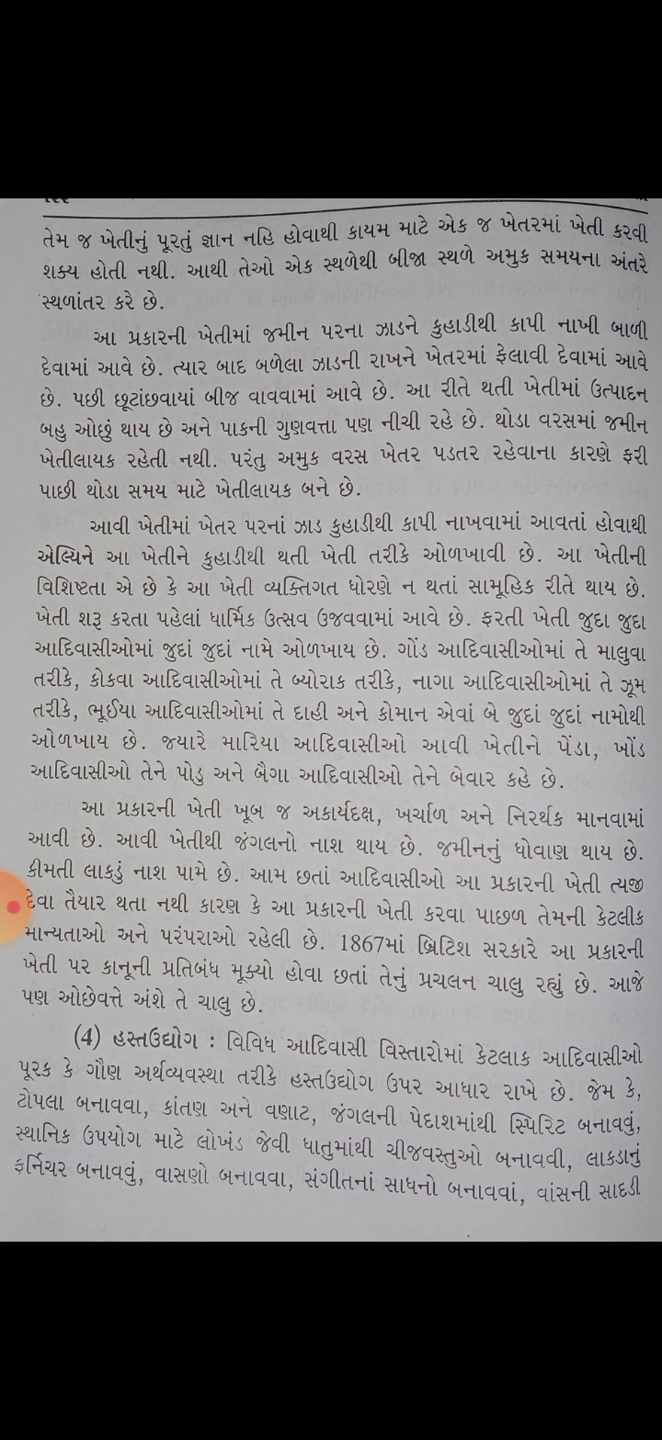 તેમ જ ખેતીનું પૂરતું જ્ઞાન નહિ હોવાથી કાયમ માટે એક જ ખેતરમાં ખેતી કરવી
શક્ય હોતી નથી. આથી તેઓ એક સ્થળેથી બીજા સ્થળે અમુક સમયના અંતરે
સ્થળાંતર કરે છે.
આ પ્રકારની ખેતીમાં જમીન પરના ઝાડને કુહાડીથી કાપી નાખી બાળી
દેવામાં આવે છે. ત્યાર બાદ બળેલા ઝાડની રાખને ખેતરમાં ફેલાવી દેવામાં આવે
છે. પછી છૂટાંછવાયાં બીજ વાવવામાં આવે છે. આ રીતે થતી ખેતીમાં ઉત્પાદન
બહુ ઓછું થાય છે અને પાકની ગુણવત્તા પણ નીચી રહે છે. થોડા વરસમાં જમીન
ખેતીલાયક રહેતી નથી. પરંતુ અમુક વરસ ખેતર પડતર રહેવાના કારણે ફરી
પાછી થોડા સમય માટે ખેતીલાયક બને છે.
આવી ખેતીમાં ખેતર પરનાં ઝાડ કુહાડીથી કાપી નાખવામાં આવતાં હોવાથી
એલ્વિને આ ખેતીને કુહાડીથી થતી ખેતી તરીકે ઓળખાવી છે. આ ખેતીની
વિશિષ્ટતા એ છે કે આ ખેતી વ્યક્તિગત ધોરણે ન થતાં સામૂહિક રીતે થાય છે.
ખેતી શરૂ કરતા પહેલાં ધાર્મિક ઉત્સવ ઉજવવામાં આવે છે. ફરતી ખેતી જુદા જુદા
આદિવાસીઓમાં જુદાં જુદાં નામે ઓળખાય છે. ગોંડ આદિવાસીઓમાં તે માલુવા
તરીકે, કોકવા આદિવાસીઓમાં તે બ્યોરાક તરીકે, નાગા આદિવાસીઓમાં તે ઝૂમ
તરીકે, ભૂઈયા આદિવાસીઓમાં તે દાહી અને કોમાન એવાં બે જુદાં જુદાં નામોથી
ઓળખાય છે. જ્યારે મારિયા આદિવાસીઓ આવી ખેતીને પેંડા, ખોંડ
આદિવાસીઓ તેને પોડુ અને બૈગા આદિવાસીઓ તેને બેવાર કહે છે.
આ પ્રકારની ખેતી ખૂબ જ અકાર્યદક્ષ, ખર્ચાળ અને નિરર્થક માનવામાં
આવી છે. આવી ખેતીથી જંગલનો નાશ થાય છે. જમીનનું ધોવાણ થાય છે.
કીમતી લાકડું નાશ પામે છે. આમ છતાં આદિવાસીઓ આ પ્રકારની ખેતી ત્યજી
દેવા તૈયાર થતા નથી કારણ કે આ પ્રકારની ખેતી કરવા પાછળ તેમની કેટલીક
માન્યતાઓ અને પરંપરાઓ રહેલી છે. 1867માં બ્રિટિશ સરકારે આ પ્રકારની
ખેતી પર કાનૂની પ્રતિબંધ મૂક્યો હોવા છતાં તેનું પ્રચલન ચાલુ રહ્યું છે. આજે
પણ ઓછેવત્તે અંશે તે ચાલુ છે.
(4) હસ્તઉદ્યોગ : વિવિધ આદિવાસી વિસ્તારોમાં કેટલાક આદિવાસીઓ
પૂરક કે ગૌણ અર્થવ્યવસ્થા તરીકે હસ્તઉદ્યોગ ઉપર આધાર રાખે છે. જેમ કે,
ટોપલા બનાવવા, કાંતણ અને વણાટ, જંગલની પેદાશમાંથી સ્પિરિટ બનાવવું,
સ્થાનિક ઉપયોગ માટે લોખંડ જેવી ધાતુમાંથી ચીજવસ્તુઓ બનાવવી, લાકડાનું
ફર્નિચર બનાવવું, વાસણો બનાવવા, સંગીતનાં સાધનો બનાવવાં, વાંસની સાદડી